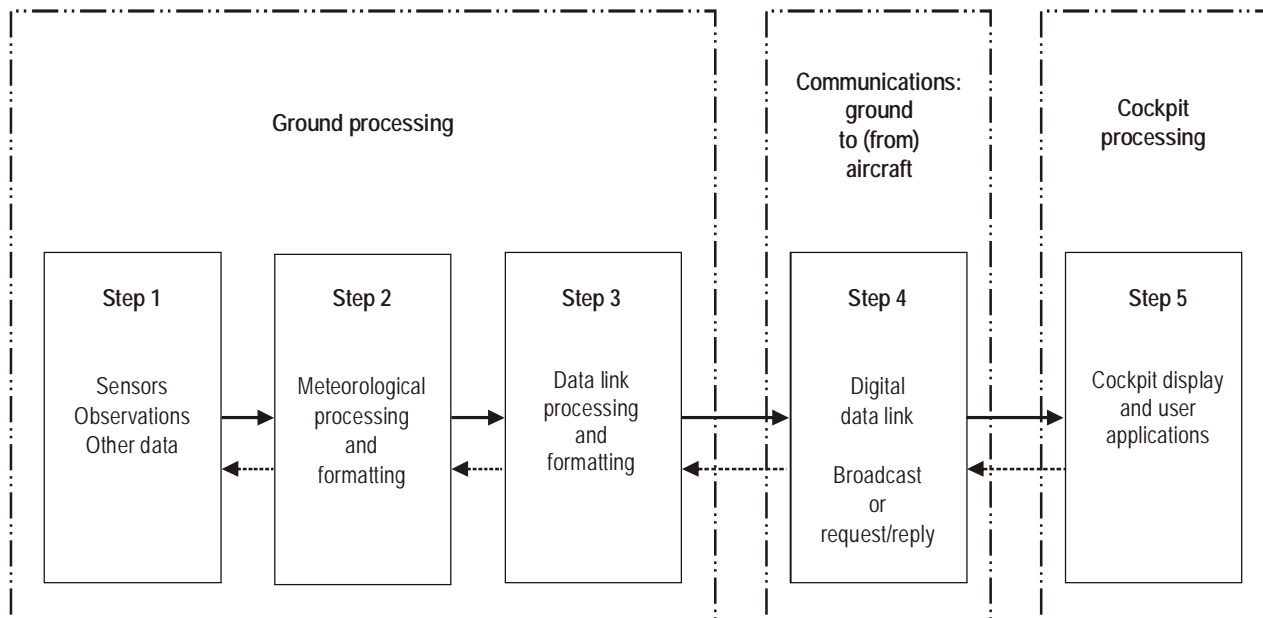 Ground processing
Communications:
ground
to (from)
aircraft
Cockpit
processing
Step 1
Sensors
Observations
Other data
Step 2
Meteorological
processing
and
formatting
Step 3
Data link
processing
and
formatting
Step 4
Digital
data link
Broadcast
or
request/reply
Step 5
Cockpit display
and user
applications